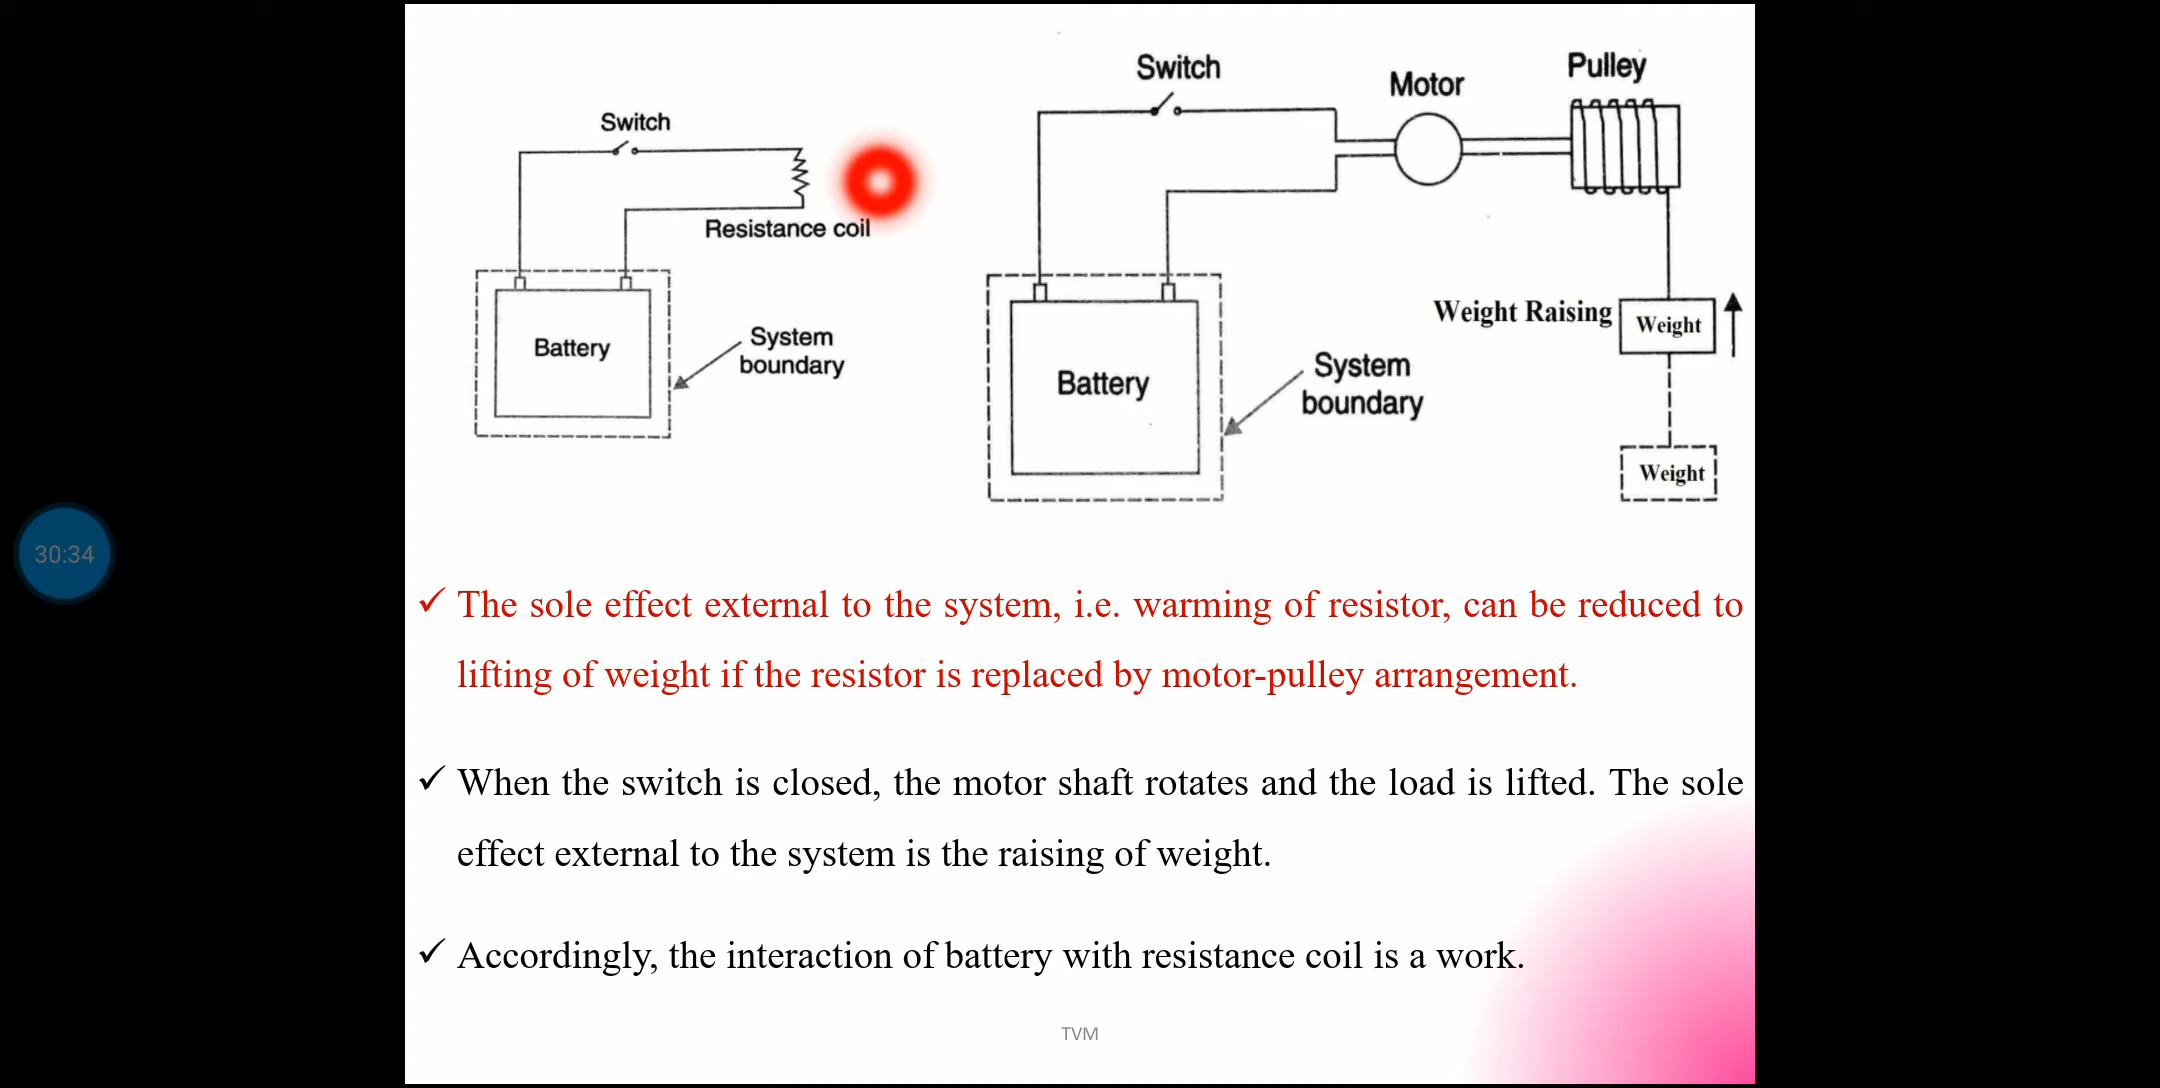 Switch
Resistance coil
Battery
System
boundary
Switch
Motor
Pulley
Weight Raising
Weight
Battery
System
boundary
Weight
30:34
✓ The sole effect external to the system, i.e. warming of resistor, can be reduced to
lifting of weight if the resistor is replaced by motor-pulley arrangement.
✓ When the switch is closed, the motor shaft rotates and the load is lifted. The sole
effect external to the system is the raising of weight.
✓ Accordingly, the interaction of battery with resistance coil is a work.
TVM